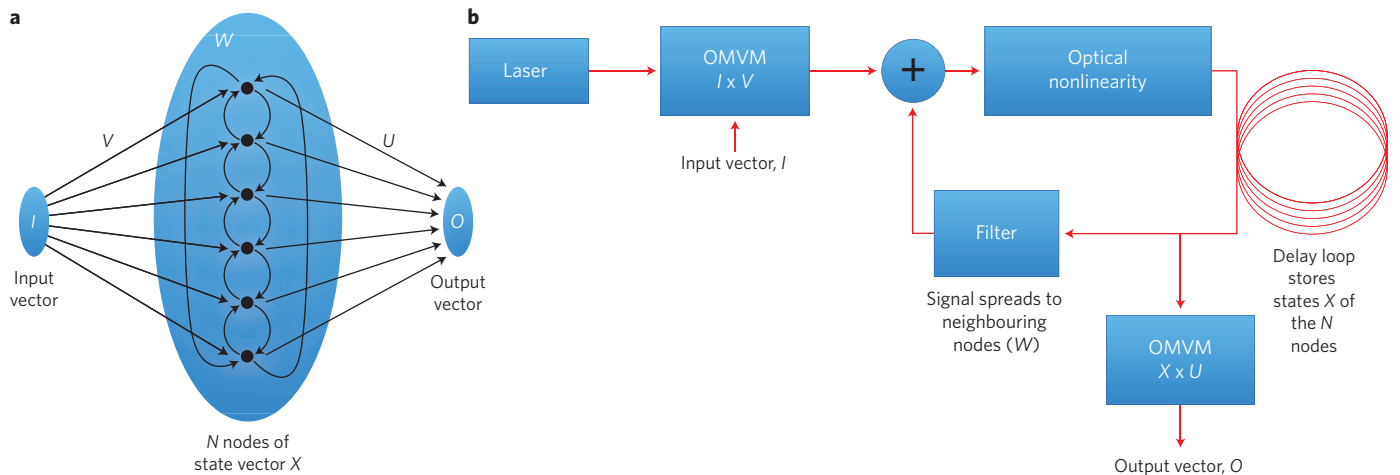 a
W
V
U
I
O
Input
vector
Output
vector
N nodes of
state vector X
b
Laser
OMVM
I x V
+
Optical
nonlinearity
Input vector, I
Filter
Signal spreads to
neighbouring
nodes (W)
Delay loop
stores
states X of
the N
nodes
OMVM
X x U
Output vector, O